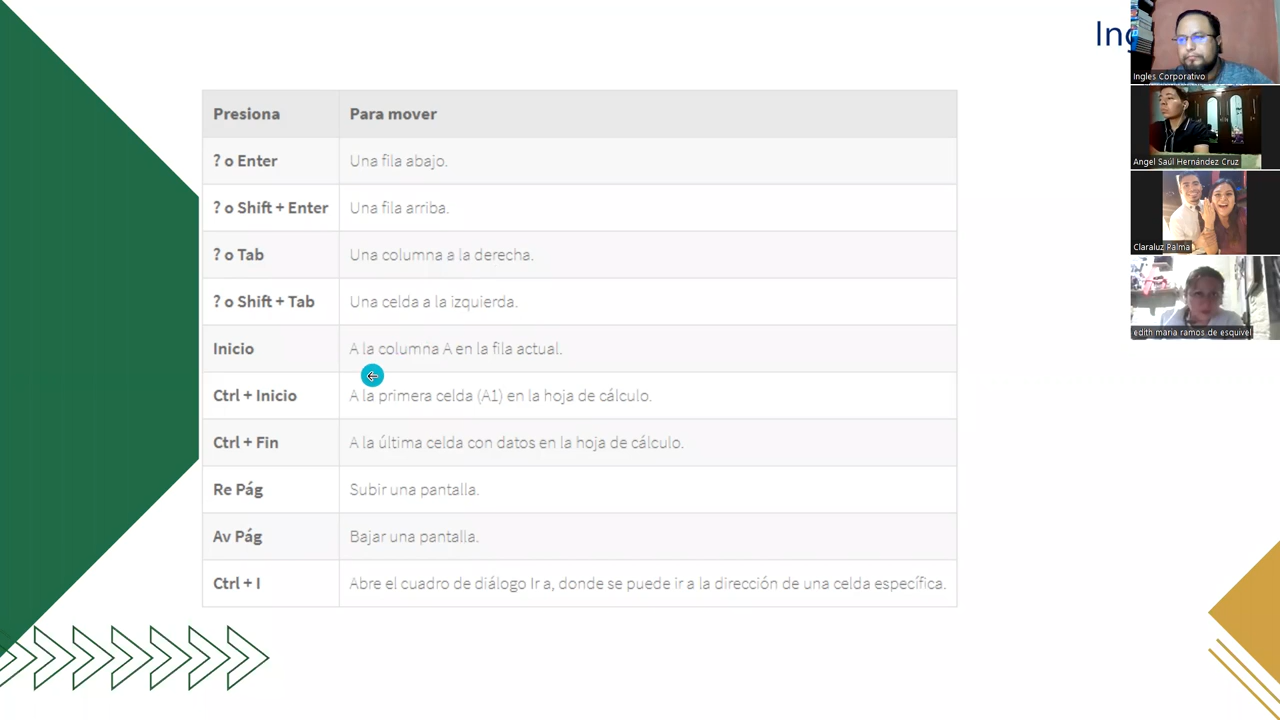 Ing
Presiona Para mover
? o Enter Una fila abajo.
? o Shift + Enter Una fila arriba.
? o Tab Una columna a la derecha.
? o Shift + Tab Una celda a la izquierda.
Inicio A la columna A en la fila actual.
Ctrl + Inicio A la primera celda (A1) en la hoja de cálculo.
Ctrl + Fin A la última celda con datos en la hoja de cálculo.
Re Pág Subir una pantalla.
Av Pág Bajar una pantalla.
Ctrl + I Abre el cuadro de diálogo Ir a, donde se puede ir a la dirección de una celda específica.
Ingles Corporativo
Angel Saúl Hernández Cruz
Claraluz Palma
edith maria ramos de esquivel